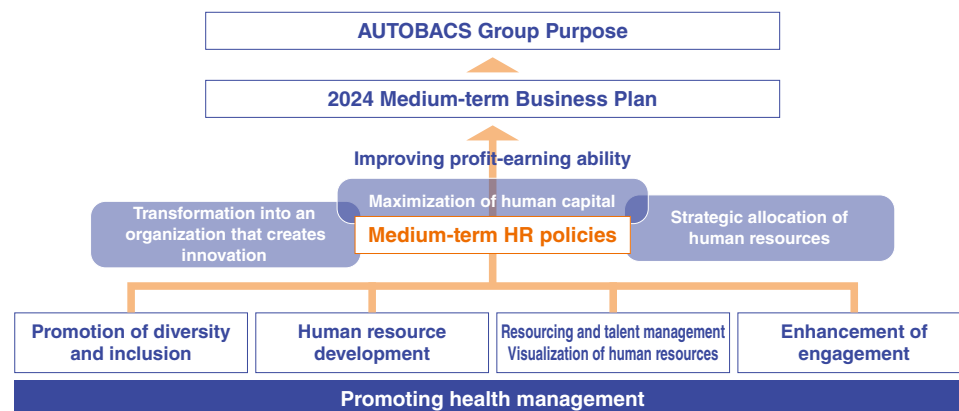 AUTOBACS Group Purpose
2024 Medium-term Business Plan
Improving profit-earning ability
Maximization of human capital
Transformation into an
organization that creates
innovation
Medium-term HR policies
Strategic allocation of
human resources
Promotion of diversity
and inclusion
Human resource
development
Resourcing and talent management
Visualization of human resources
Enhancement of
engagement
Promoting health management